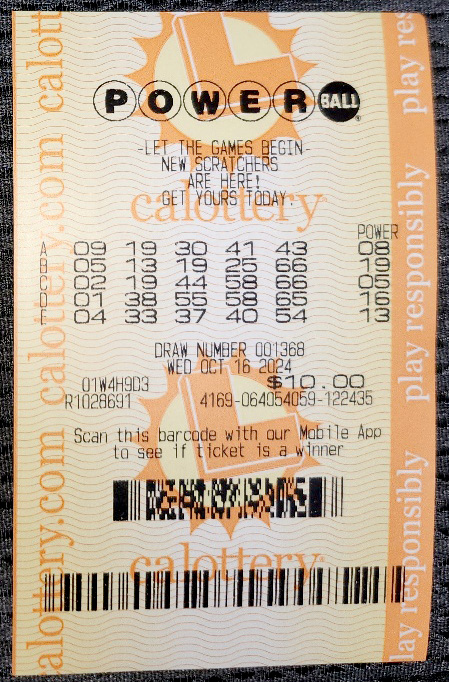 POWER BALL
-LET THE GAMES BEGIN-
NEW SCRATCHERS
ARE HERE!
GET YOURS TODAY.
calottery
POWER
A 09 19 30 41 43 08
B 05 13 19 25 66 19
C 02 19 44 58 66 05
D 01 38 55 58 65 16
E 04 33 37 40 54 13
DRAW NUMBER 001368
WED OCT 16 2024
01W4H9D3 $10.00
R1028691 4169-064054059-122435
Scan this barcode with our Mobile App
to see if ticket is a winner
calottery
calott
calottery.com
calottery.com
play res
play responsibly
play responsibly